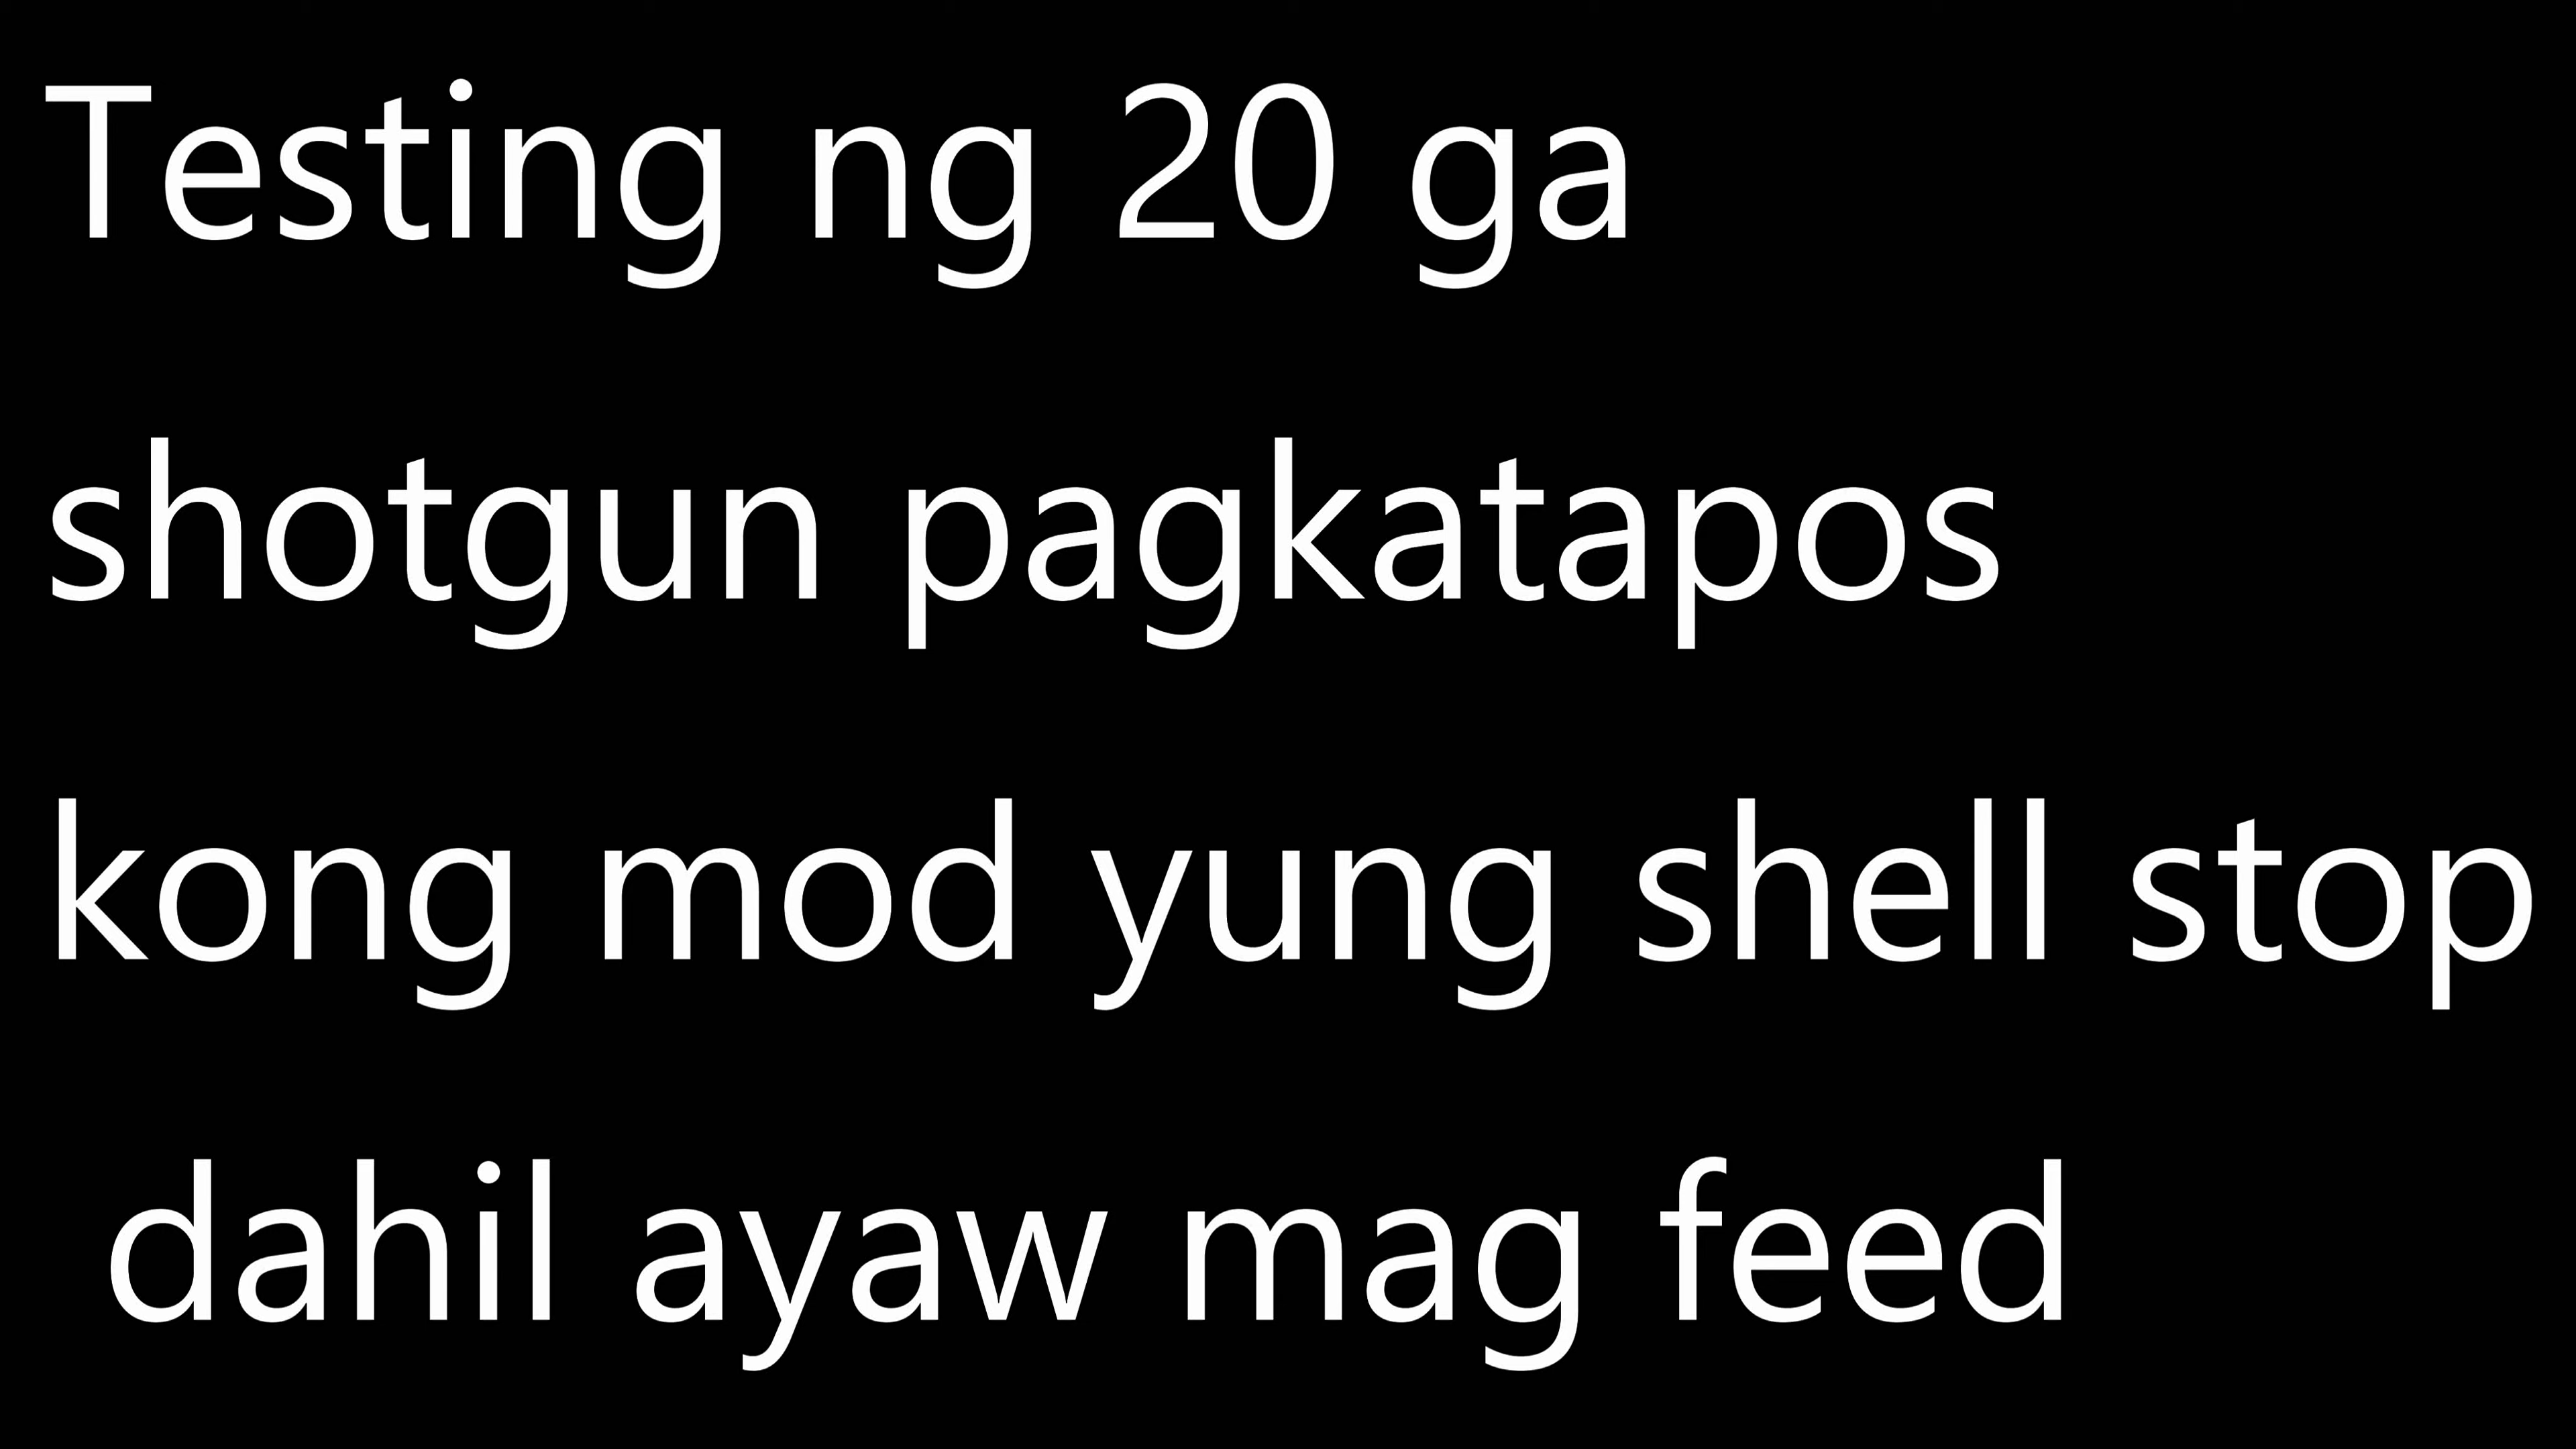 Testing ng 20 ga
shotgun pagkatapos
kong mod yung shell stop
dahil ayaw mag feed